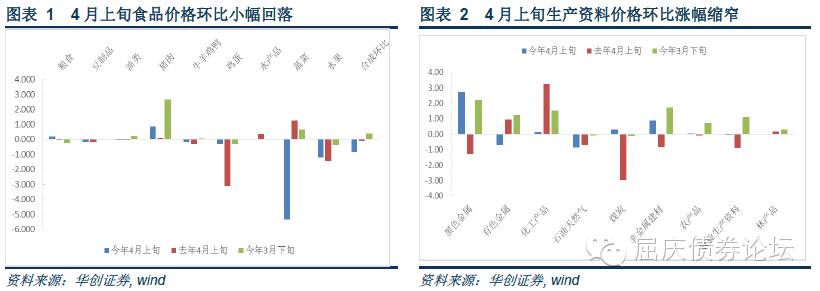 图表 1 4月上旬食品价格环比小幅回落
4.000
3.000
2.000
1.000
0.000
-1.000
-2.000
-3.000
-4.000
-5.000
-6.000
粮食
豆制品
油类
猪肉
牛羊鸡鸭
鸡蛋
水产品
蔬菜
水果
合成环比
今年4月上旬
去年4月上旬
今年3月下旬
资料来源：华创证券, wind
图表 2 4月上旬生产资料价格环比涨幅缩窄
今年4月上旬
去年4月上旬
今年3月下旬
4.00
3.00
2.00
1.00
0.00
-1.00
-2.00
-3.00
-4.00
黑色金属
有色金属
化工产品
石油天然气
煤炭
非金属建材
农产品
业生产资料
林产品
屈庆债券论坛
资料来源：华创证券, wind